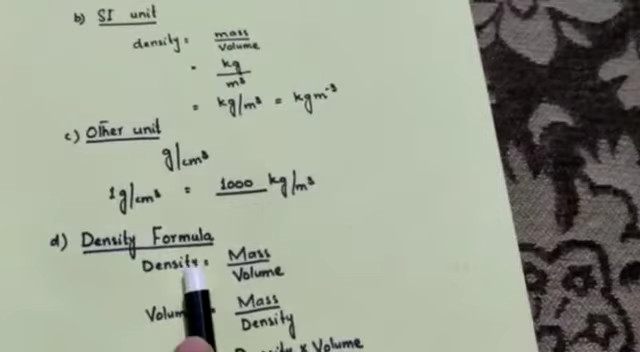 b) SI unit
density = mass
Volume
= kg
m³
= kg/m³ = kgm⁻³
c) Other unit
g/cm³
1g/cm³ = 1000 kg/m³
d) Density Formula
Density = Mass
Volume
= Mass
Density
Density x Volume